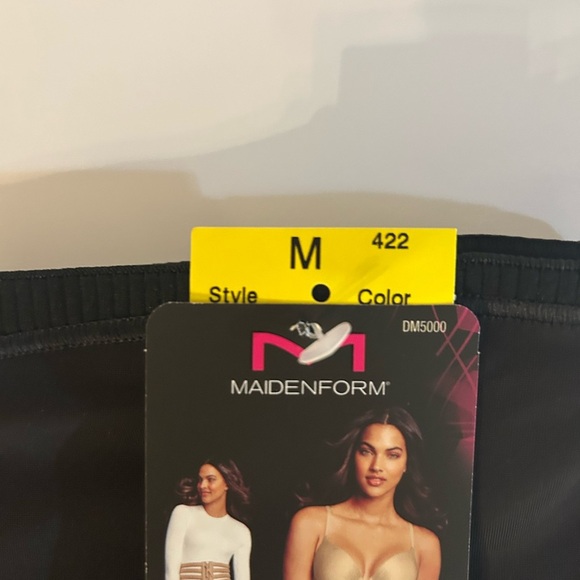 M 422
Style Color
DM5000
MAIDENFORM®